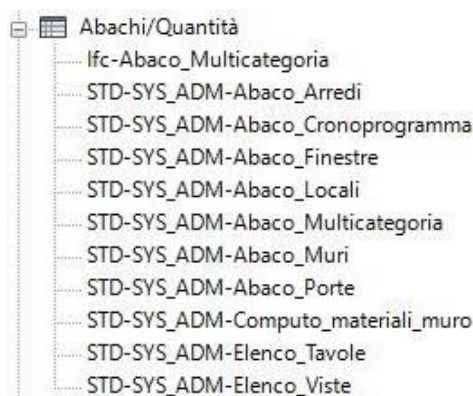 Abachi/Quantità
Ifc-Abaco_Multicategoria
STD-SYS_ADM-Abaco_Arredi
STD-SYS_ADM-Abaco_Cronoprogramma
STD-SYS_ADM-Abaco_Finestre
STD-SYS_ADM-Abaco_Locali
STD-SYS_ADM-Abaco_Multicategoria
STD-SYS_ADM-Abaco_Muri
STD-SYS_ADM-Abaco_Porte
STD-SYS_ADM-Computo_materiali_muro
STD-SYS_ADM-Elenco_Tavole
STD-SYS_ADM-Elenco_Viste